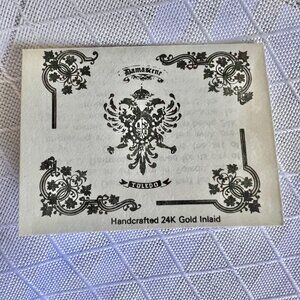 Damascene
TOLEDO
Handcrafted 24K Gold Inlaid